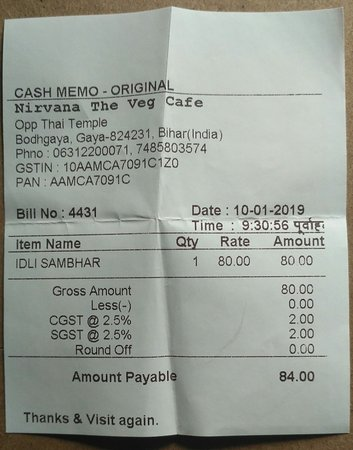 CASH MEMO - ORIGINAL
Nirvana The Veg Cafe
Opp Thai Temple
Bodhgaya, Gaya-824231, Bihar(India)
Phno : 06312200071, 7485803574
GSTIN : 10AAMCA7091C1Z0
PAN : AAMCA7091C
Bill No : 4431 Date : 10-01-2019
Time : 9:30:56 पूर्वाह्न
Item Name Qty Rate Amount
IDLI SAMBHAR 1 80.00 80.00
Gross Amount 80.00
Less(-) 0.00
CGST @ 2.5% 2.00
SGST @ 2.5% 2.00
Round Off 0.00
Amount Payable 84.00
Thanks & Visit again.